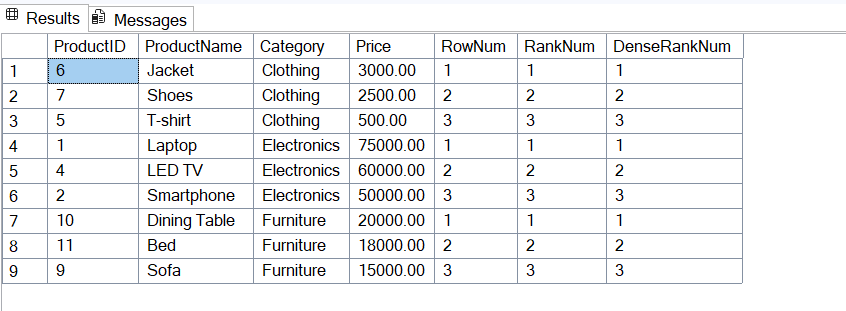 Results Messages
ProductID ProductName Category Price RowNum RankNum DenseRankNum
1 6 Jacket Clothing 3000.00 1 1 1
2 7 Shoes Clothing 2500.00 2 2 2
3 5 T-shirt Clothing 500.00 3 3 3
4 1 Laptop Electronics 75000.00 1 1 1
5 4 LED TV Electronics 60000.00 2 2 2
6 2 Smartphone Electronics 50000.00 3 3 3
7 10 Dining Table Furniture 20000.00 1 1 1
8 11 Bed Furniture 18000.00 2 2 2
9 9 Sofa Furniture 15000.00 3 3 3